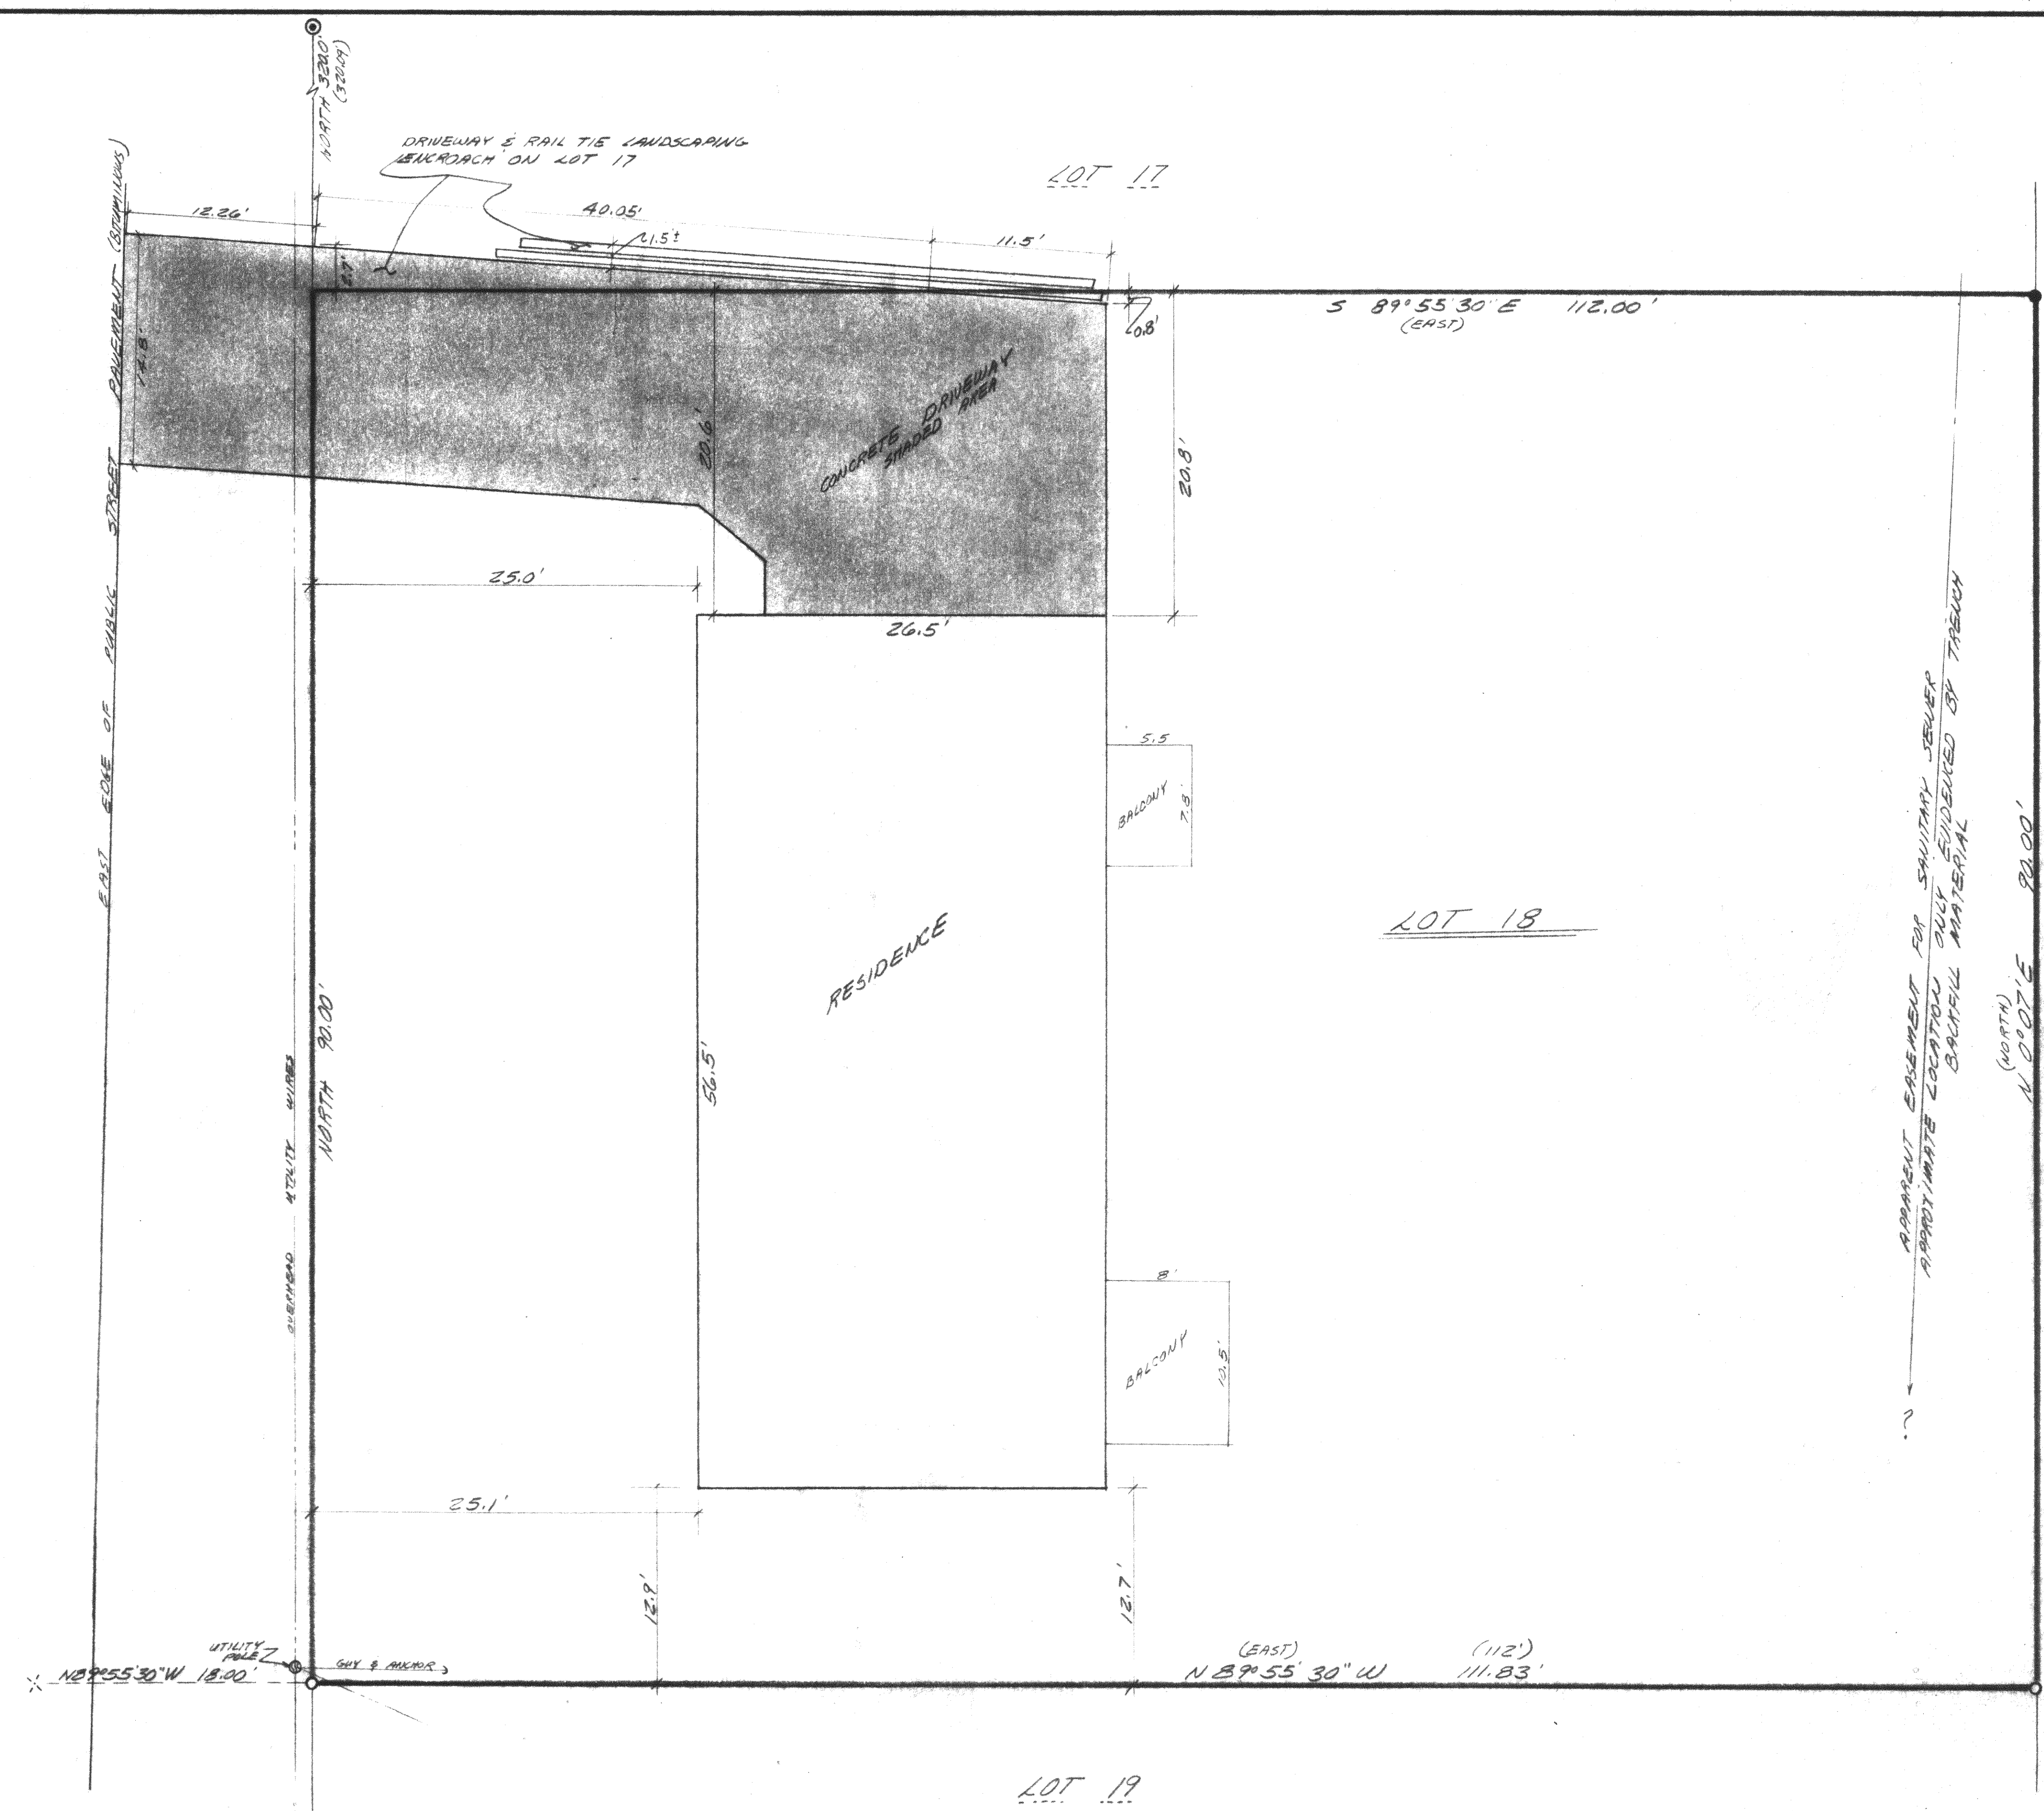 (320.04)
NORTH 320.00'
DRIVEWAY & RAIL TIE LANDSCAPING
ENCROACH ON LOT 17
LOT 17
12.26'
40.05'
1.5'±
11.5'
2.7'
14.8'
0.8'
S 89° 55' 30" E 112.00'
(EAST)
EAST EDGE OF PUBLIC STREET PAVEMENT (BITUMINOUS)
CONCRETE DRIVEWAY
SHADED AREA
20.6'
20.8'
25.0'
26.5'
5.5
BALCONY
7.8'
RESIDENCE
LOT 18
56.5'
APPARENT EASEMENT FOR SANITARY SEWER
APPROXIMATE LOCATION ONLY EVIDENCED BY TRENCH
BACKFILL MATERIAL
?
(NORTH)
N 0° 07' E 90.00'
NORTH 90.00'
OVERHEAD UTILITY WIRES
8'
BALCONY
10.5'
25.1'
12.9'
12.7'
UTILITY
POLE
GUY & ANCHOR
N 89° 55' 30" W 18.00'
(EAST) (112')
N 89° 55' 30" W 111.83'
LOT 19